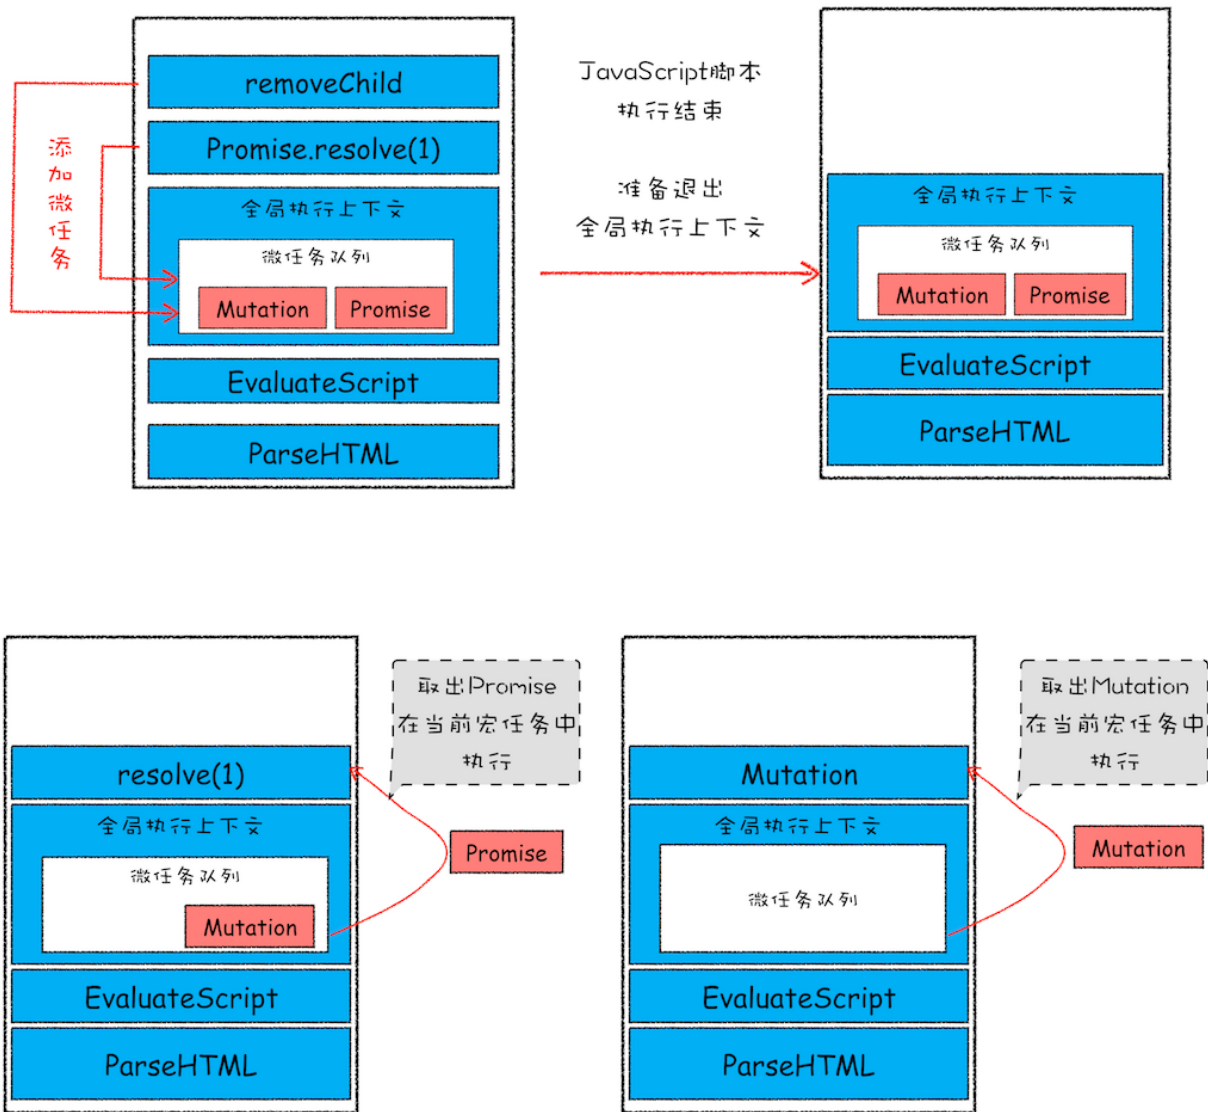 removeChild
Promise.resolve(1)
添
加
微
任
务
全局执行上下文
微任务队列
Mutation
Promise
EvaluateScript
ParseHTML
JavaScript脚本
执行结束
准备退出
全局执行上下文
全局执行上下文
微任务队列
Mutation
Promise
EvaluateScript
ParseHTML
取出Promise
在当前宏任务中
执行
resolve(1)
全局执行上下文
微任务队列
Mutation
Promise
EvaluateScript
ParseHTML
取出Mutation
在当前宏任务中
执行
Mutation
全局执行上下文
微任务队列
Mutation
EvaluateScript
ParseHTML